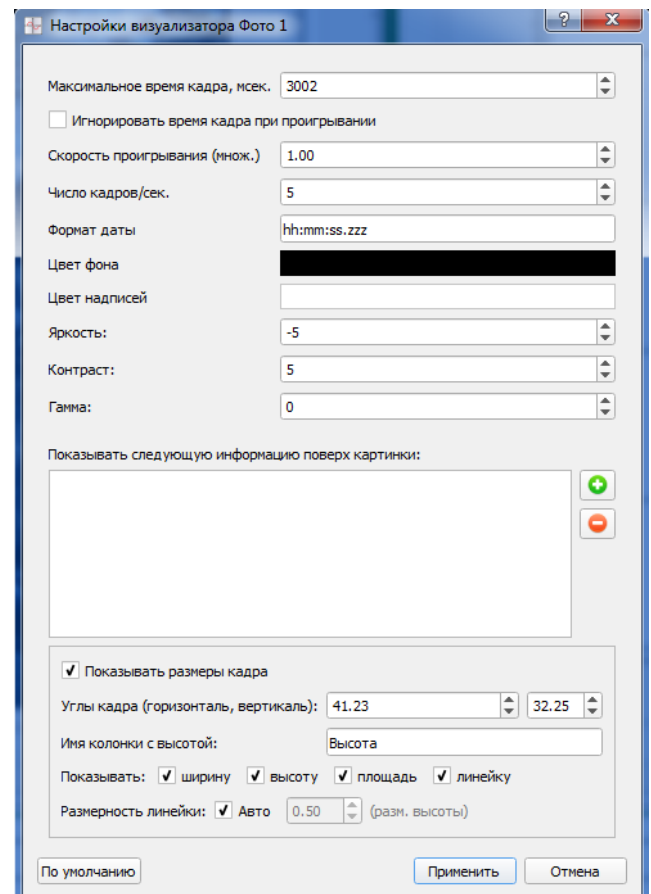 Настройки визуализатора Фото 1
Максимальное время кадра, мсек. 3002
Игнорировать время кадра при проигрывании
Скорость проигрывания (множ.) 1.00
Число кадров/сек. 5
Формат даты hh:mm:ss.zzz
Цвет фона
Цвет надписей
Яркость: -5
Контраст: 5
Гамма: 0
Показывать следующую информацию поверх картинки:
Показывать размеры кадра
Углы кадра (горизонталь, вертикаль): 41.23 32.25
Имя колонки с высотой: Высота
Показывать: ширину высоту площадь линейку
Размерность линейки: Авто 0.50 (разм. высоты)
По умолчанию Применить Отмена